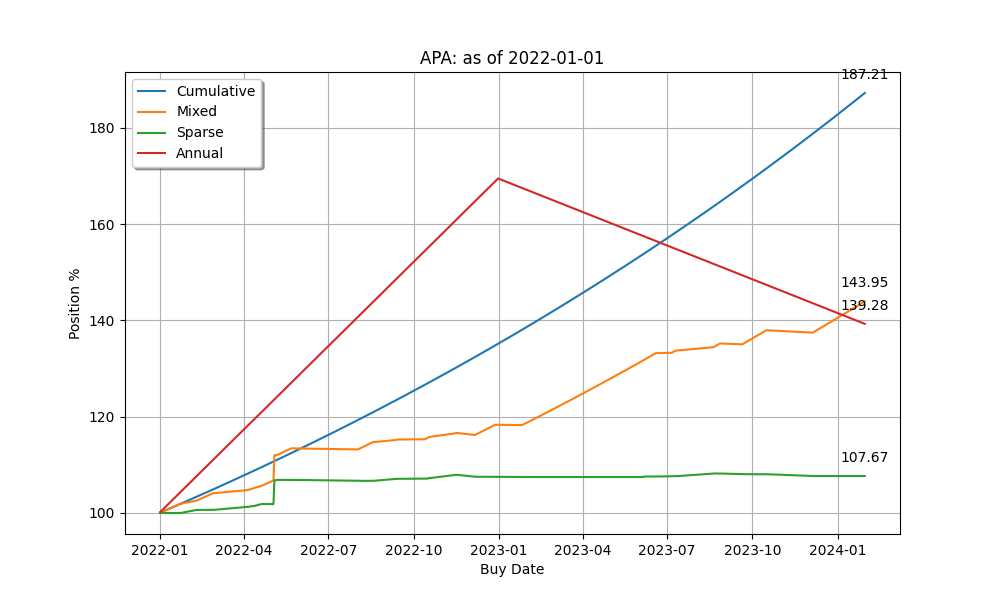 APA: as of 2022-01-01
187.21
Cumulative
Mixed
Sparse
Annual
180
160
143.95
139.28
140
120
107.67
100
Position %
2022-01 2022-04 2022-07 2022-10 2023-01 2023-04 2023-07 2023-10 2024-01
Buy Date